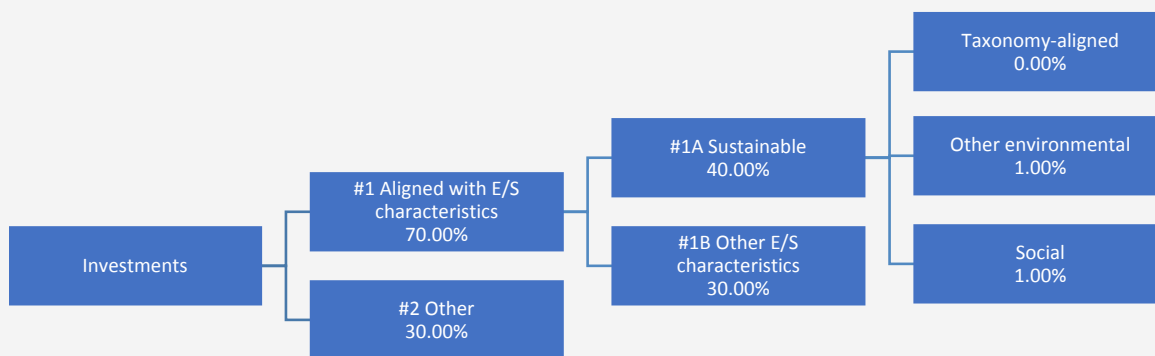 Investments
#1 Aligned with E/S
characteristics
70.00%
#2 Other
30.00%
#1A Sustainable
40.00%
#1B Other E/S
characteristics
30.00%
Taxonomy-aligned
0.00%
Other environmental
1.00%
Social
1.00%